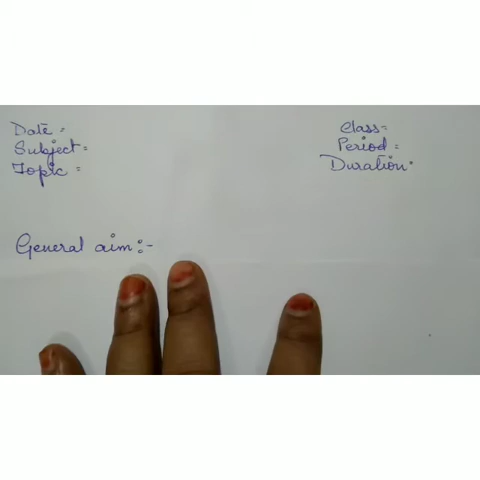 Date = Class=
Subject = Period =
Topic = Duration.
General aim :-